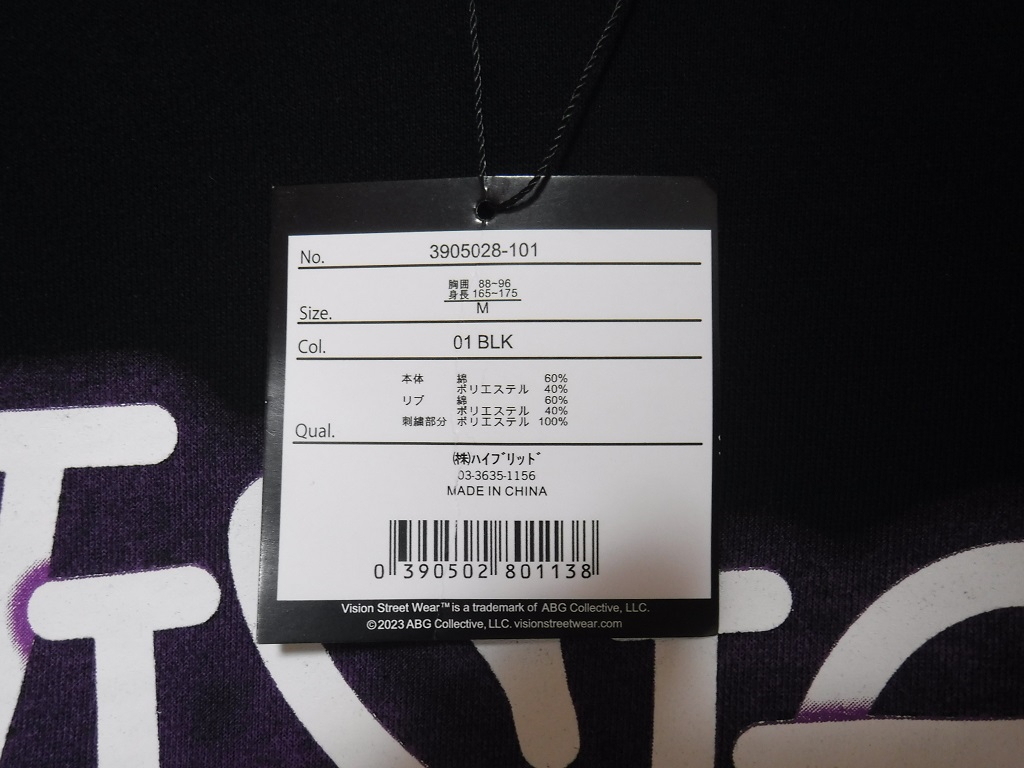 No. 3905028-101
胸囲 88~96
身長 165~175
Size. M
Col. 01 BLK
本体 綿 60%
ポリエステル 40%
リブ 綿 60%
ポリエステル 40%
刺繍部分 ポリエステル 100%
Qual.
㈱ハイブリッド
03-3635-1156
MADE IN CHINA
0 390502 801138
Vision Street Wear™ is a trademark of ABG Collective, LLC.
©2023 ABG Collective, LLC. visionstreetwear.com